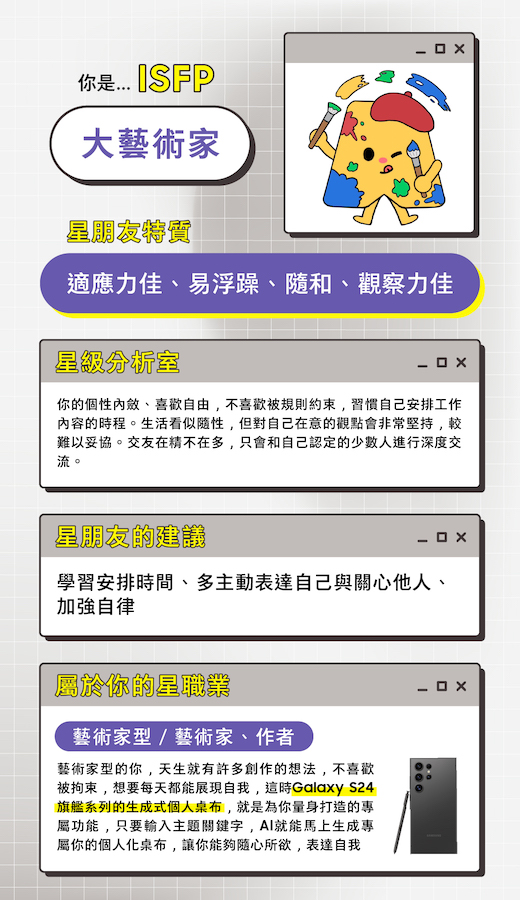 你是... ISFP
大藝術家
星朋友特質
適應力佳、易浮躁、隨和、觀察力佳
星級分析室
你的個性內斂、喜歡自由，不喜歡被規則約束，習慣自己安排工作
內容的時程。生活看似隨性，但對自己在意的觀點會非常堅持，較
難以妥協。交友在精不在多，只會和自己認定的少數人進行深度交
流。
星朋友的建議
學習安排時間、多主動表達自己與關心他人、
加強自律
屬於你的星職業
藝術家型 / 藝術家、作者
藝術家型的你，天生就有許多創作的想法，不喜歡
被拘束，想要每天都能展現自我，這時Galaxy S24
旗艦系列的生成式個人桌布，就是為你量身打造的專
屬功能，只要輸入主題關鍵字，AI就能馬上生成專
屬你的個人化桌布，讓你能夠隨心所欲，表達自我